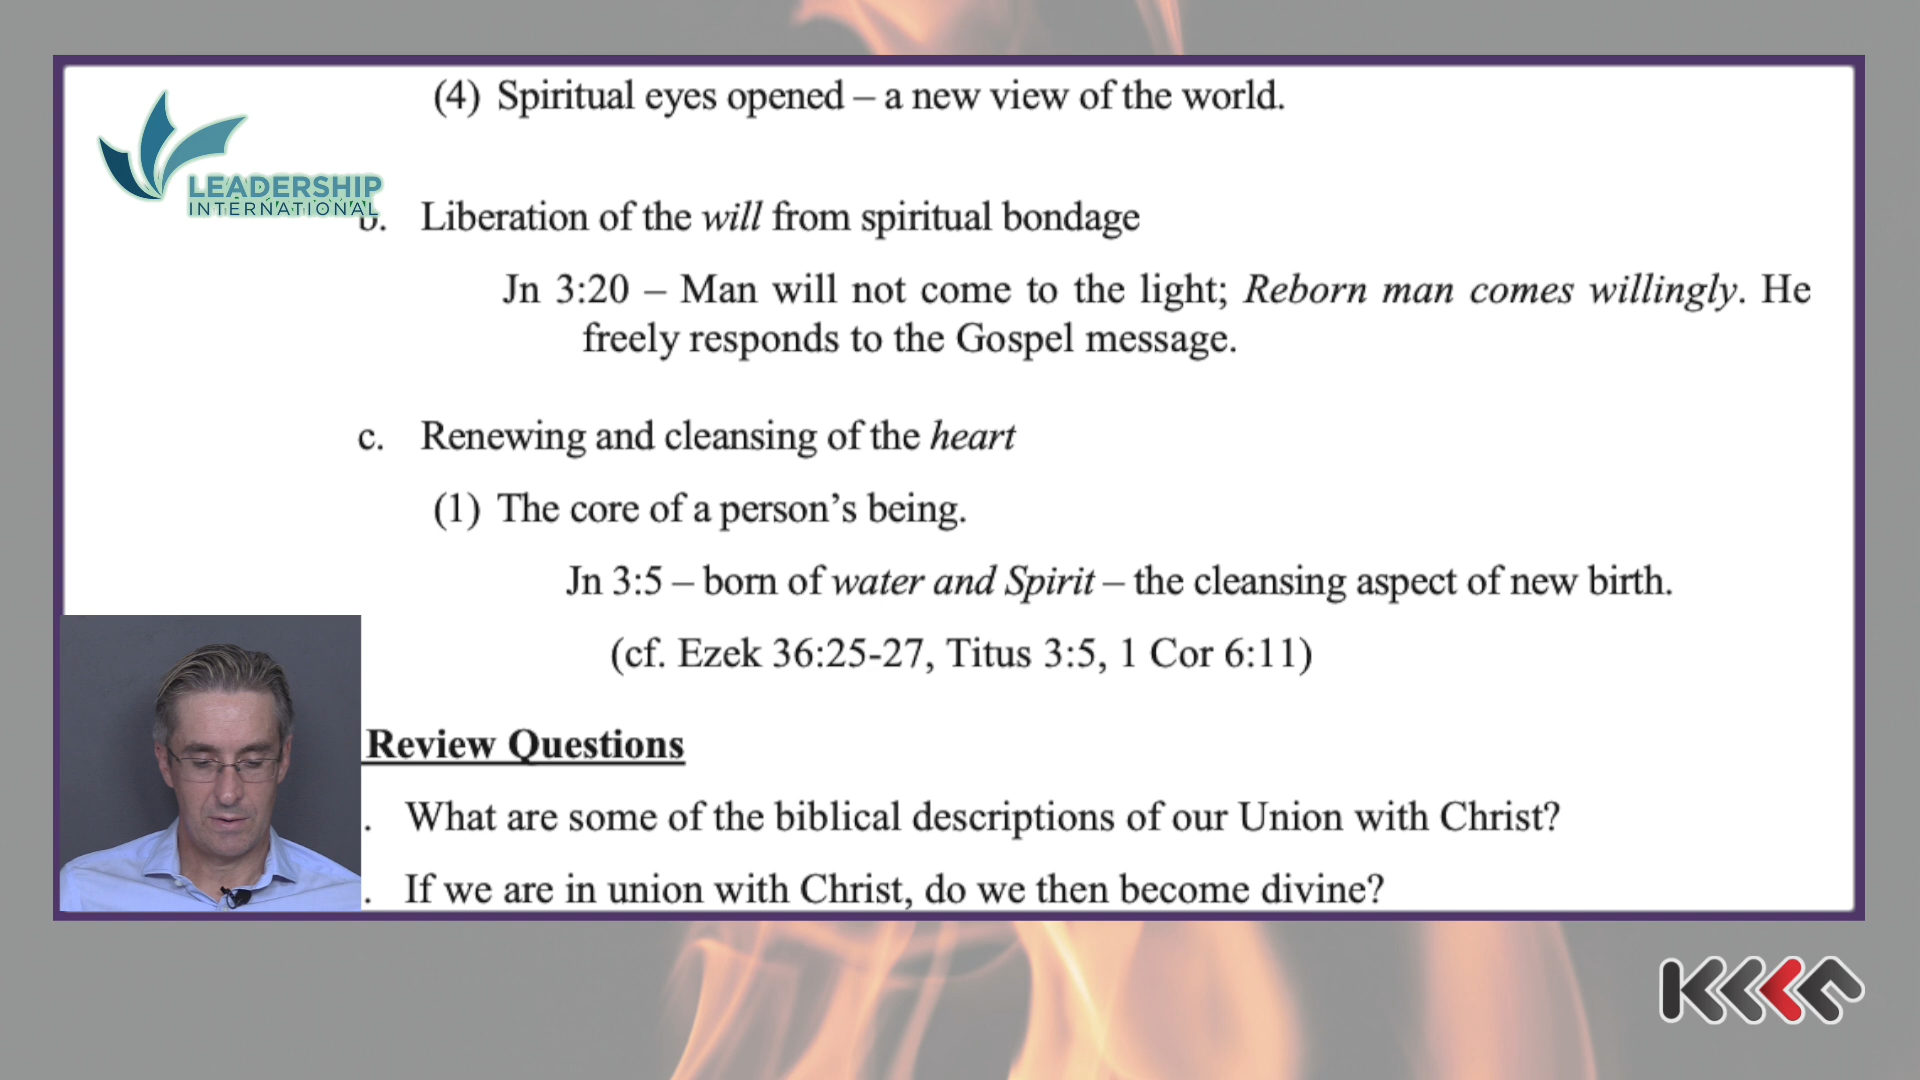 (4) Spiritual eyes opened – a new view of the world.
LEADERSHIP
INTERNATIONAL
b. Liberation of the will from spiritual bondage
Jn 3:20 – Man will not come to the light; Reborn man comes willingly. He
freely responds to the Gospel message.
c. Renewing and cleansing of the heart
(1) The core of a person’s being.
Jn 3:5 – born of water and Spirit – the cleansing aspect of new birth.
(cf. Ezek 36:25-27, Titus 3:5, 1 Cor 6:11)
Review Questions
. What are some of the biblical descriptions of our Union with Christ?
. If we are in union with Christ, do we then become divine?